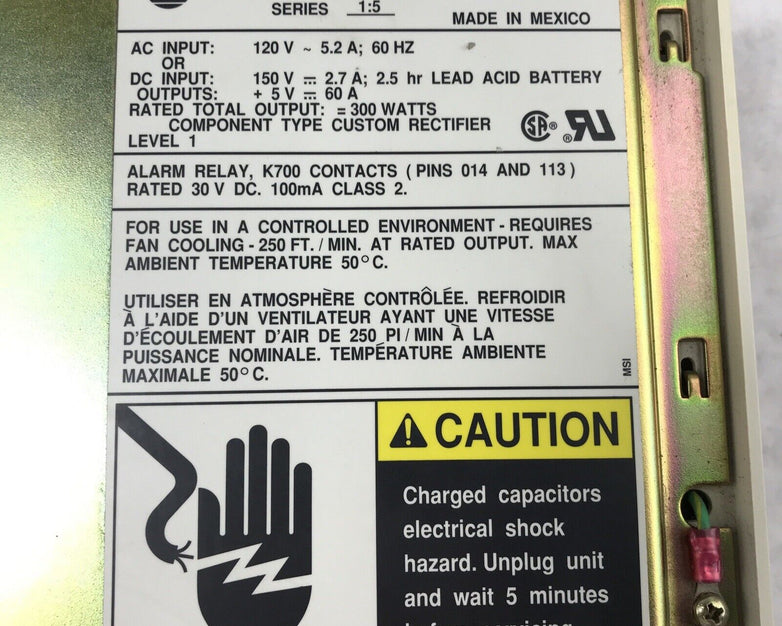 SERIES 1:5
MADE IN MEXICO
AC INPUT: 120 V ~ 5.2 A; 60 HZ
OR
DC INPUT: 150 V ⎓ 2.7 A; 2.5 hr LEAD ACID BATTERY
OUTPUTS: + 5 V ⎓ 60 A
RATED TOTAL OUTPUT: = 300 WATTS
COMPONENT TYPE CUSTOM RECTIFIER
LEVEL 1
SA®
RU®
ALARM RELAY, K700 CONTACTS ( PINS 014 AND 113 )
RATED 30 V DC. 100mA CLASS 2.
FOR USE IN A CONTROLLED ENVIRONMENT - REQUIRES
FAN COOLING - 250 FT. / MIN. AT RATED OUTPUT. MAX
AMBIENT TEMPERATURE 50°C.
UTILISER EN ATMOSPHÈRE CONTRÔLÉE. REFROIDIR
À L'AIDE D'UN VENTILATEUR AYANT UNE VITESSE
D'ÉCOULEMENT D'AIR DE 250 PI / MIN À LA
PUISSANCE NOMINALE. TEMPÉRATURE AMBIENTE
MAXIMALE 50°C.
MSI
CAUTION
Charged capacitors
electrical shock
hazard. Unplug unit
and wait 5 minutes
before servicing